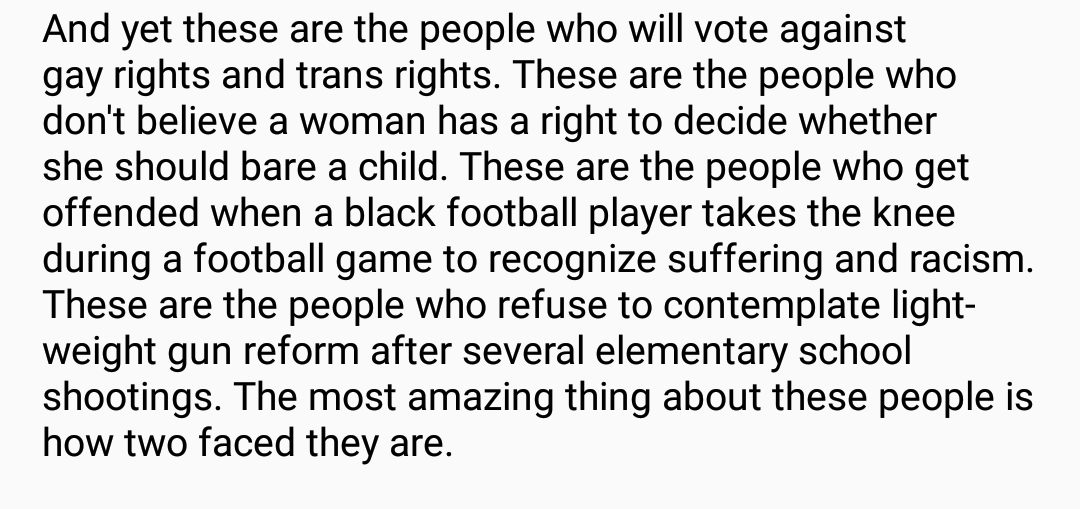 And yet these are the people who will vote against
gay rights and trans rights. These are the people who
don't believe a woman has a right to decide whether
she should bare a child. These are the people who get
offended when a black football player takes the knee
during a football game to recognize suffering and racism.
These are the people who refuse to contemplate light-
weight gun reform after several elementary school
shootings. The most amazing thing about these people is
how two faced they are.